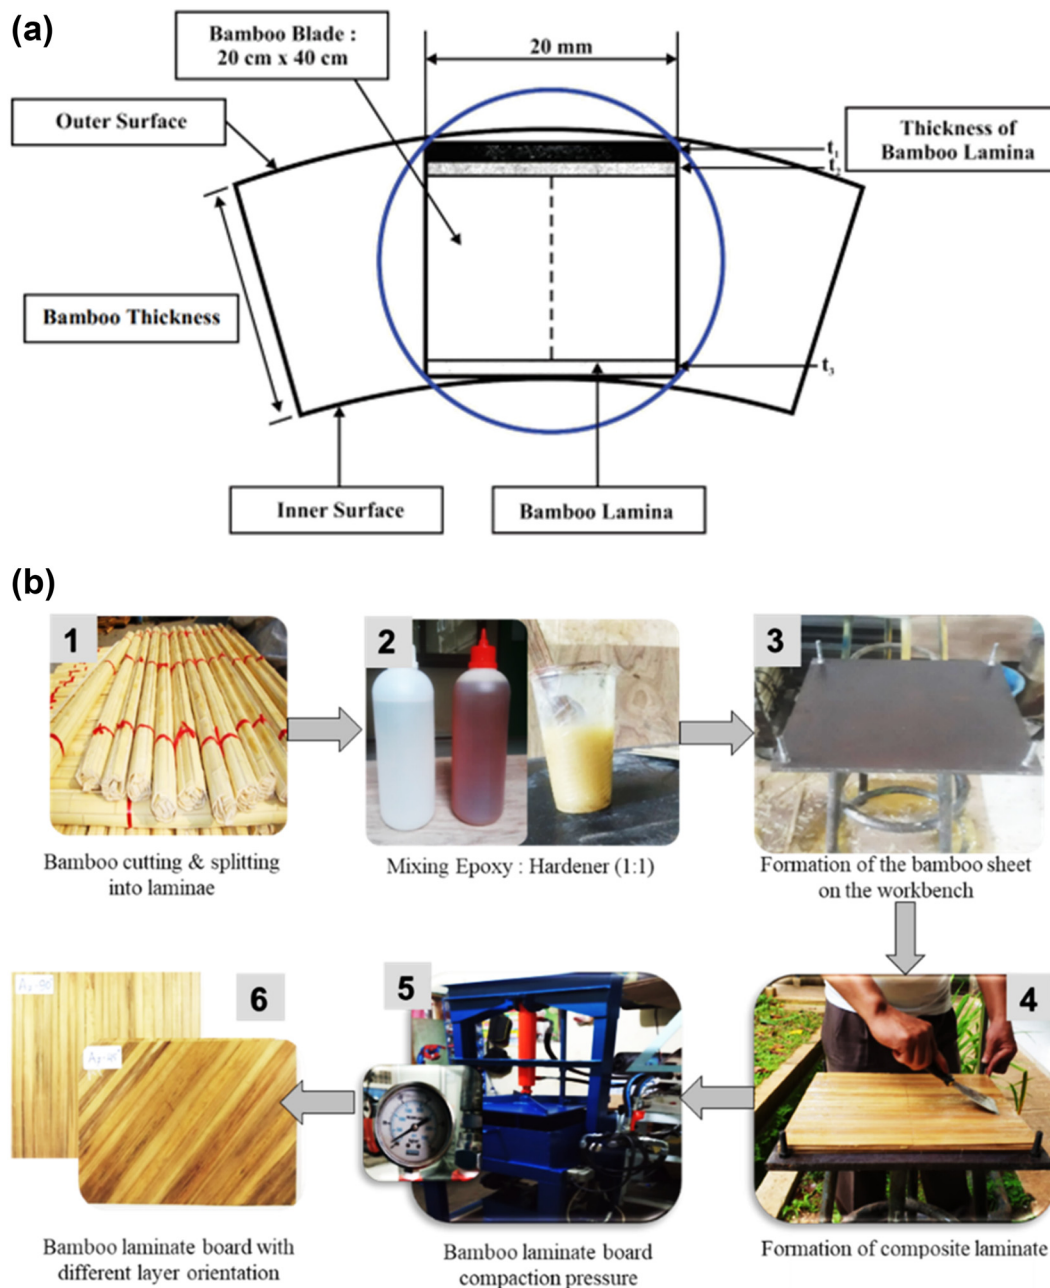 (a)
Bamboo Blade :
20 cm x 40 cm
20 mm
Outer Surface
Thickness of
Bamboo Lamina
t₁
t₂
Bamboo Thickness
t₃
Inner Surface
Bamboo Lamina
(b)
1
2
3
Bamboo cutting & splitting
into laminae
Mixing Epoxy : Hardener (1:1)
Formation of the bamboo sheet
on the workbench
6
5
4
Bamboo laminate board with
different layer orientation
Bamboo laminate board
compaction pressure
Formation of composite laminate